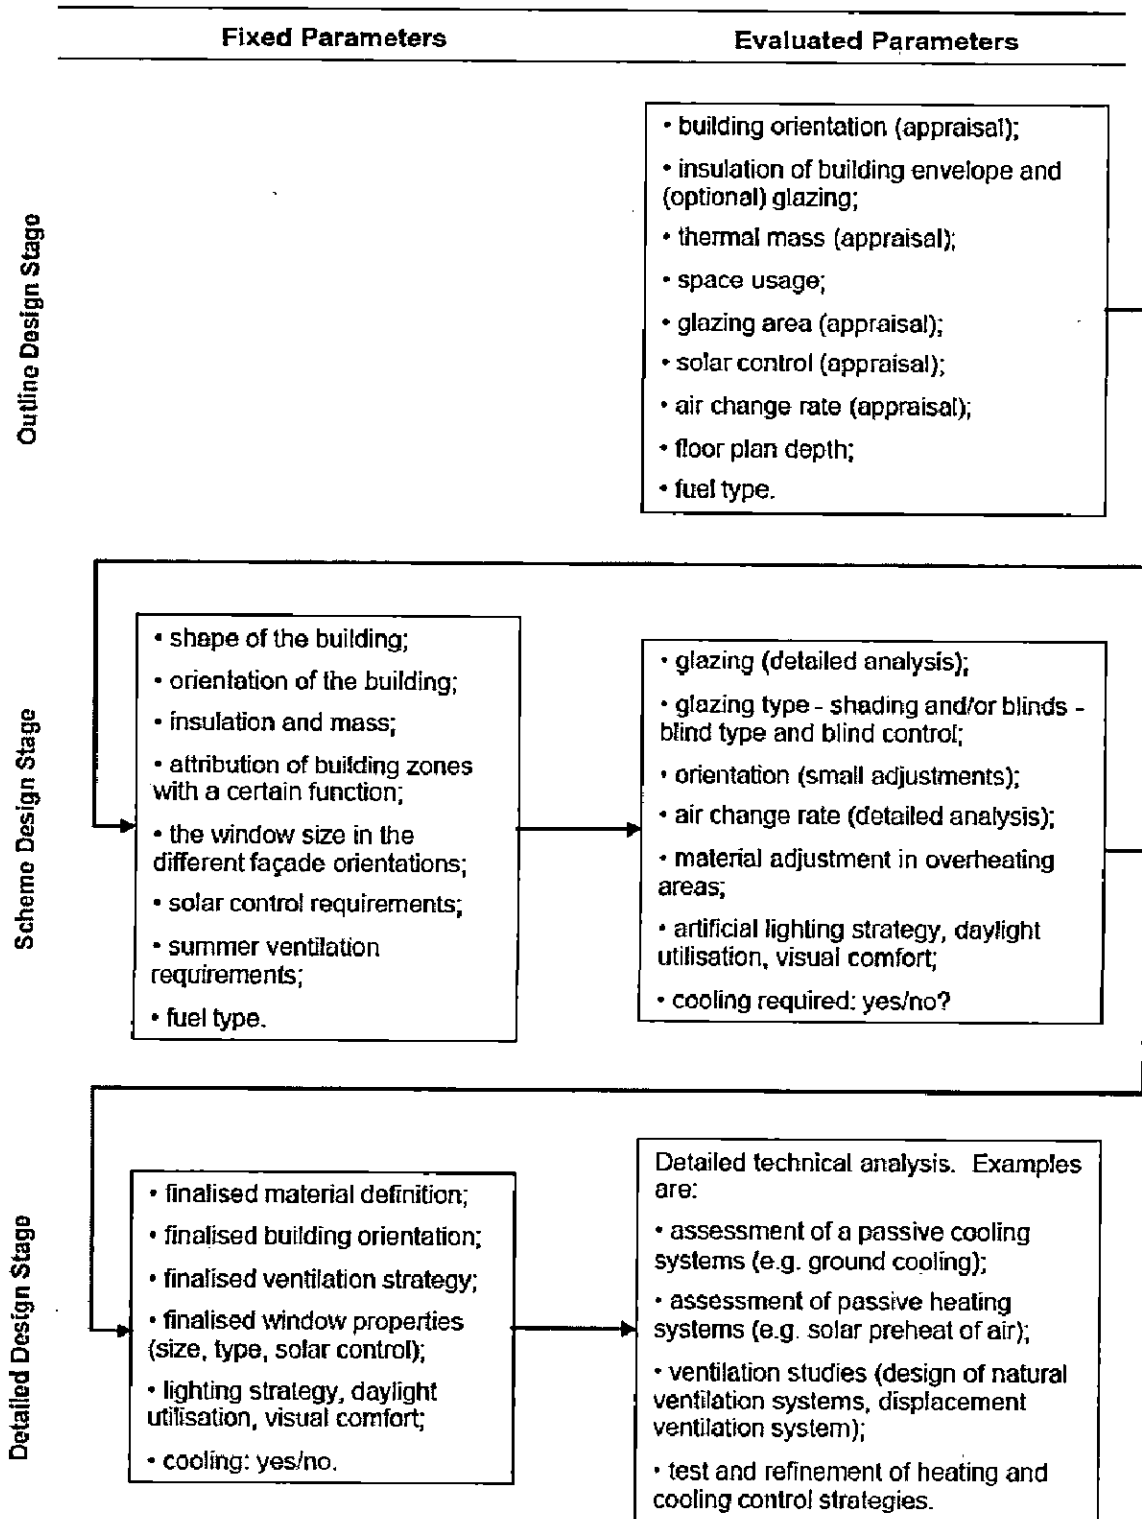 Fixed Parameters
Evaluated Parameters
Outline Design Stage
• building orientation (appraisal);
• insulation of building envelope and
(optional) glazing;
• thermal mass (appraisal);
• space usage;
• glazing area (appraisal);
• solar control (appraisal);
• air change rate (appraisal);
• floor plan depth;
• fuel type.
Scheme Design Stage
• shape of the building;
• orientation of the building;
• insulation and mass;
• attribution of building zones
with a certain function;
• the window size in the
different façade orientations;
• solar control requirements;
• summer ventilation
requirements;
• fuel type.
• glazing (detailed analysis);
• glazing type - shading and/or blinds -
blind type and blind control;
• orientation (small adjustments);
• air change rate (detailed analysis);
• material adjustment in overheating
areas;
• artificial lighting strategy, daylight
utilisation, visual comfort;
• cooling required: yes/no?
Detailed Design Stage
• finalised material definition;
• finalised building orientation;
• finalised ventilation strategy;
• finalised window properties
(size, type, solar control);
• lighting strategy, daylight
utilisation, visual comfort;
• cooling: yes/no.
Detailed technical analysis. Examples
are:
• assessment of a passive cooling
systems (e.g. ground cooling);
• assessment of passive heating
systems (e.g. solar preheat of air);
• ventilation studies (design of natural
ventilation systems, displacement
ventilation system);
• test and refinement of heating and
cooling control strategies.